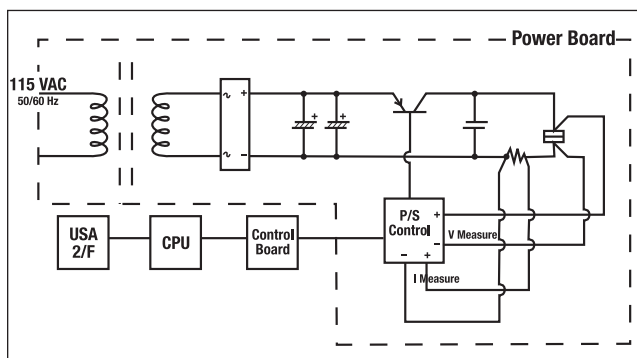 Power Board
115 VAC
50/60 Hz
~ +
+ +
~ −
P/S
Control
+
−
− +
V Measure
I Measure
USA
2/F
CPU
Control
Board